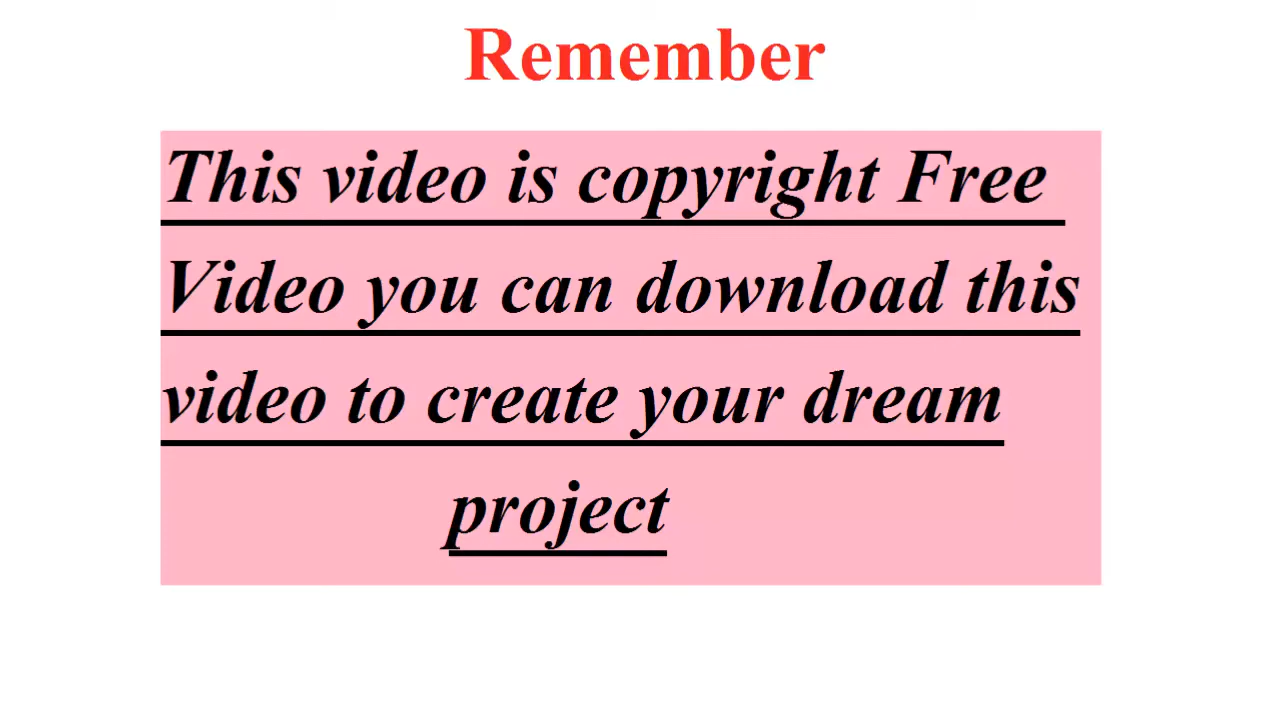 Remember
This video is copyright Free
Video you can download this
video to create your dream
project